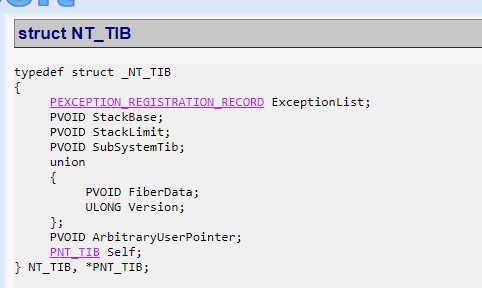 struct NT_TIB
typedef struct _NT_TIB
{
PEXCEPTION_REGISTRATION_RECORD ExceptionList;
PVOID StackBase;
PVOID StackLimit;
PVOID SubSystemTib;
union
{
PVOID FiberData;
ULONG Version;
};
PVOID ArbitraryUserPointer;
PNT_TIB Self;
} NT_TIB, *PNT_TIB;